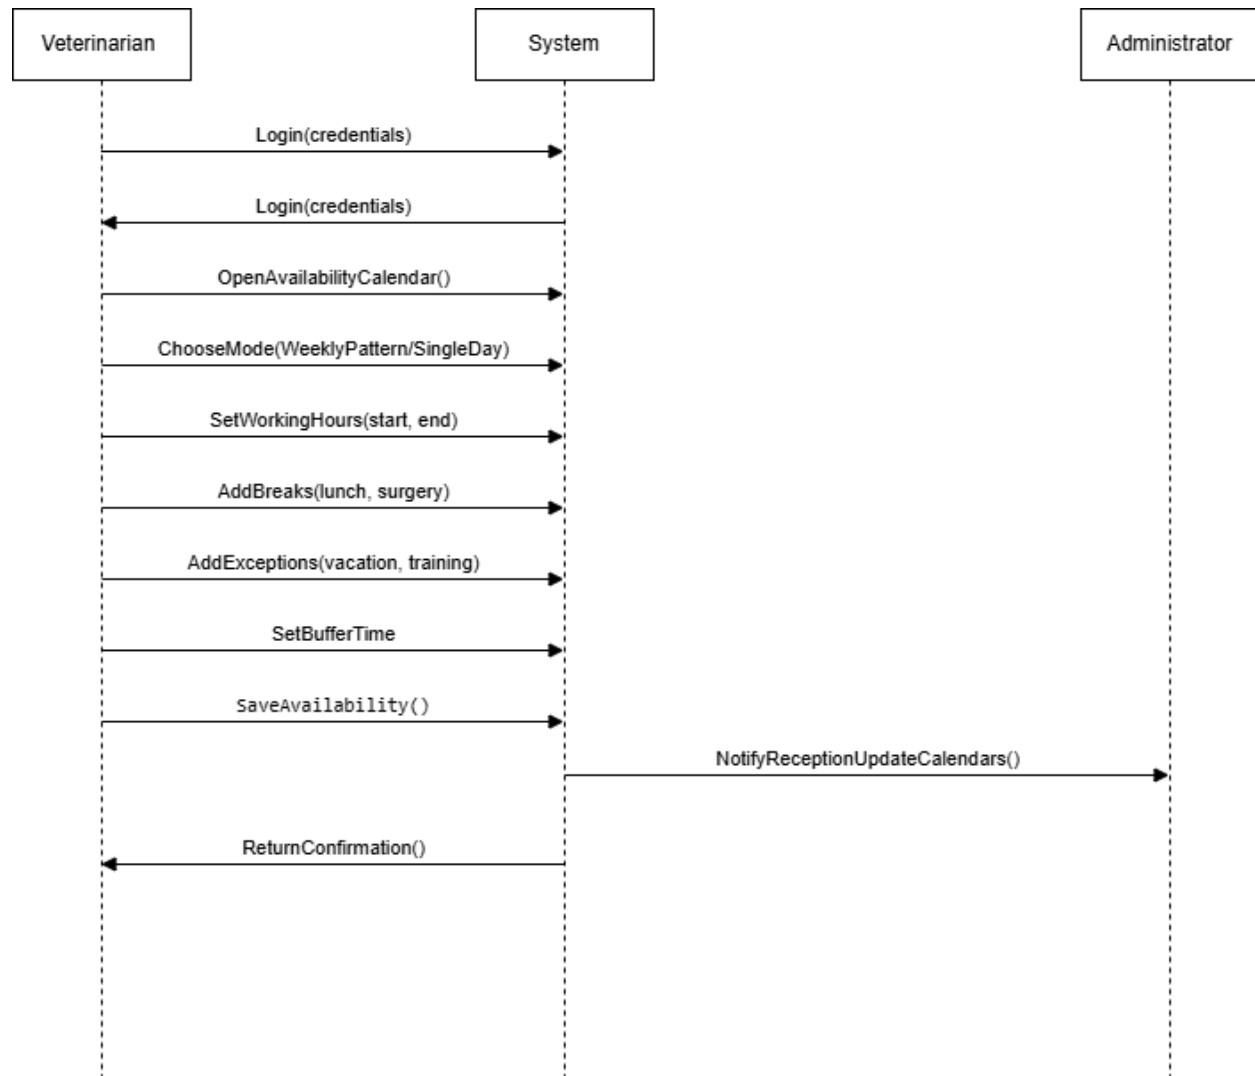 Veterinarian
System
Administrator
Login(credentials)
Login(credentials)
OpenAvailabilityCalendar()
ChooseMode(WeeklyPattern/SingleDay)
SetWorkingHours(start, end)
AddBreaks(lunch, surgery)
AddExceptions(vacation, training)
SetBufferTime
SaveAvailability()
NotifyReceptionUpdateCalendars()
ReturnConfirmation()